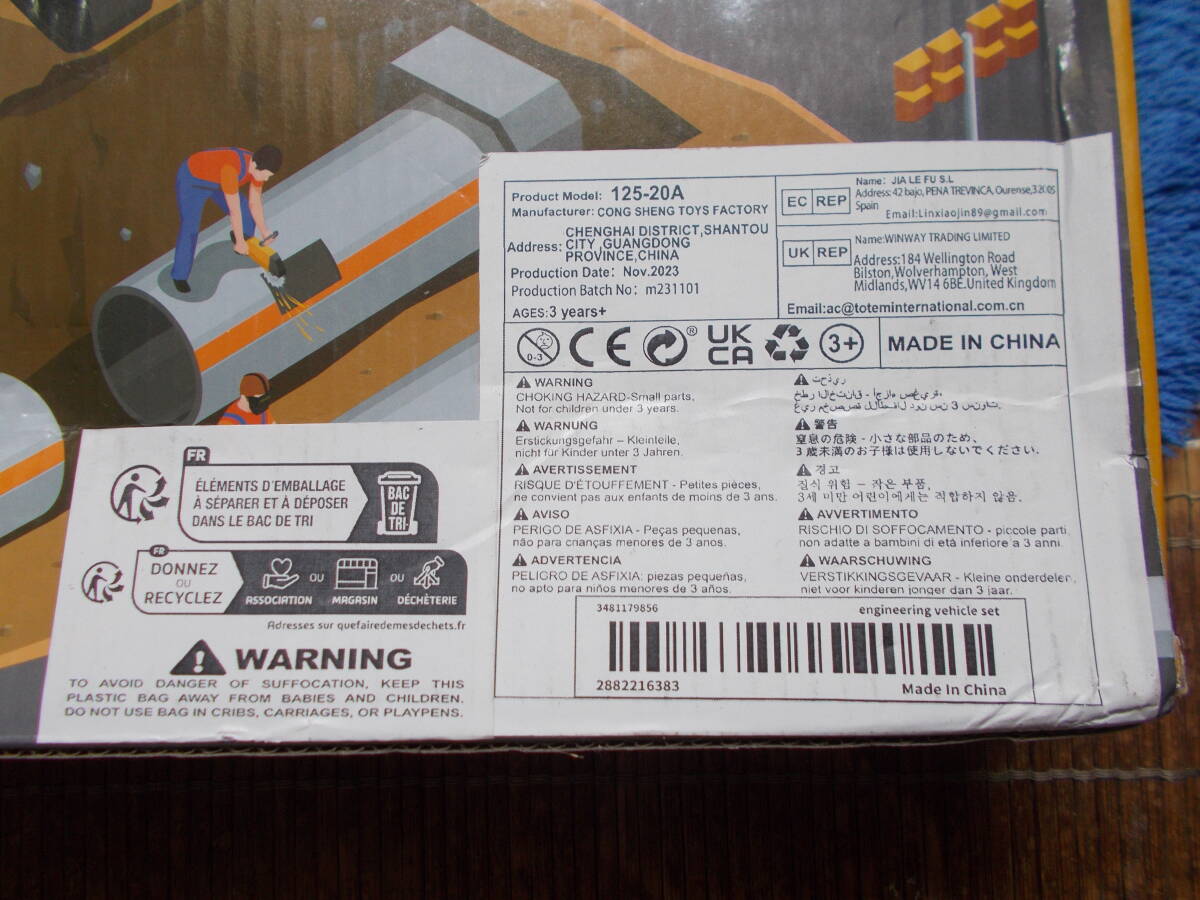 Product Model: 125-20A
Manufacturer: CONG SHENG TOYS FACTORY
Address: CHENGHAI DISTRICT,SHANTOU
CITY ,GUANGDONG
PROVINCE,CHINA
Production Date: Nov.2023
Production Batch No: m231101
AGES:3 years+
EC REP
Name: JIA LE FU S.L
Address: 42 bajo, PENA TREVINCA, Ourense,32005
Spain
Email:Linxiaojin89@gmail.com
UK REP
Name:WINWAY TRADING LIMITED
Address:184 Wellington Road
Bilston,Wolverhampton, West
Midlands,WV14 6BE.United Kingdom
Email:ac@toteminternational.com.cn
0-3
CE
®
UK
CA
3+
MADE IN CHINA
WARNING
CHOKING HAZARD-Small parts,
Not for children under 3 years.
WARNUNG
Erstickungsgefahr – Kleinteile,
nicht für Kinder unter 3 Jahren.
AVERTISSEMENT
RISQUE D'ÉTOUFFEMENT - Petites pièces,
ne convient pas aux enfants de moins de 3 ans.
AVISO
PERIGO DE ASFIXIA - Peças pequenas,
não para crianças menores de 3 anos.
ADVERTENCIA
PELIGRO DE ASFIXIA: piezas pequeñas,
no apto para niños menores de 3 años.
تحذير
خطر الاختناق - أجزاء صغيرة.
غير مخصصة للأطفال دون سن 3 سنوات.
警告
窒息の危険 - 小さな部品のため、
3 歳未満のお子様は使用しないでください.
경고
질식 위험 – 작은 부품,
3세 미만 어린이에게는 적합하지 않음.
AVVERTIMENTO
RISCHIO DI SOFFOCAMENTO - piccole parti
non adatte a bambini di età inferiore a 3 anni
WAARSCHUWING
VERSTIKKINGSGEVAAR - Kleine onderdelen,
niet voor kinderen jonger dan 3 jaar.
3481179856
engineering vehicle set
2882216383
Made In China
FR
ÉLÉMENTS D'EMBALLAGE
À SÉPARER ET À DÉPOSER
DANS LE BAC DE TRI
BAC
DE
TRI
FR
DONNEZ
OU
RECYCLEZ
ASSOCIATION
OU
MAGASIN
OU
DÉCHÈTERIE
Adresses sur quefairedemesdechets.fr
WARNING
TO AVOID DANGER OF SUFFOCATION, KEEP THIS
PLASTIC BAG AWAY FROM BABIES AND CHILDREN.
DO NOT USE BAG IN CRIBS, CARRIAGES, OR PLAYPENS.